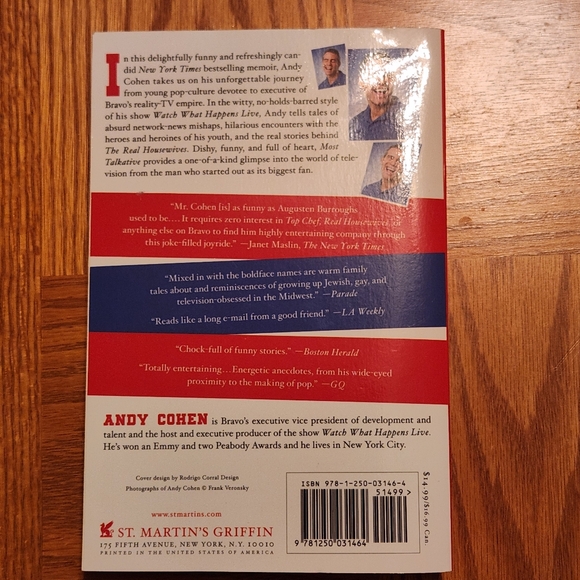 In this delightfully funny and refreshingly can-
did New York Times bestselling memoir, Andy
Cohen takes us on his unforgettable journey
from young pop-culture devotee to executive of
Bravo's reality-TV empire. In the witty, no-holds-barred style
of his show Watch What Happens Live, Andy tells tales of
absurd network-news mishaps, hilarious encounters with the
heroes and heroines of his youth, and the real stories behind
The Real Housewives. Dishy, funny, and full of heart, Most
Talkative provides a one-of-a-kind glimpse into the world of tele-
vision from the man who started out as its biggest fan.
"Mr. Cohen [is] as funny as Augusten Burroughs
used to be.... It requires zero interest in Top Chef, Real Housewives, or
anything else on Bravo to find him highly entertaining company through
this joke-filled joyride." —Janet Maslin, The New York Times
"Mixed in with the boldface names are warm family
tales about and reminiscences of growing up Jewish, gay, and
television-obsessed in the Midwest." —Parade
"Reads like a long e-mail from a good friend." —LA Weekly
"Chock-full of funny stories." —Boston Herald
"Totally entertaining...Energetic anecdotes, from his wide-eyed
proximity to the making of pop." —GQ
ANDY COHEN is Bravo's executive vice president of development and
talent and the host and executive producer of the show Watch What Happens Live.
He's won an Emmy and two Peabody Awards and he lives in New York City.
Cover design by Rodrigo Corral Design
Photographs of Andy Cohen © Frank Veronsky
www.stmartins.com
ST. MARTIN'S GRIFFIN
175 FIFTH AVENUE, NEW YORK, N.Y. 10010
PRINTED IN THE UNITED STATES OF AMERICA
ISBN 978-1-250-03146-4
51499>
9 781250 031464
$14.99/$16.99 Can.